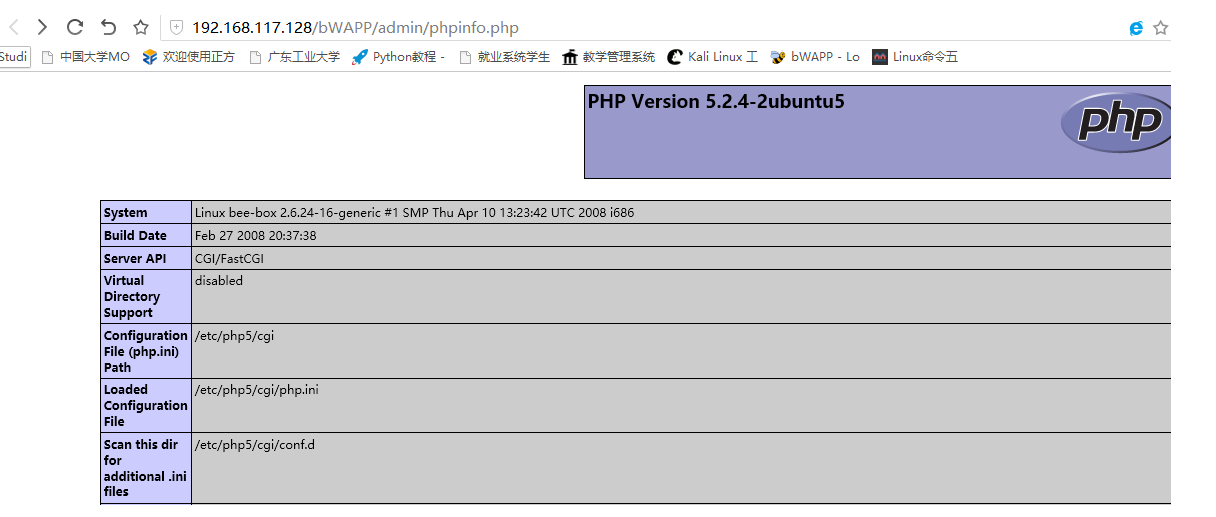 192.168.117.128/bWAPP/admin/phpinfo.php
Studi 中国大学MO 欢迎使用正方 广东工业大学 Python教程 - 就业系统学生 教学管理系统 Kali Linux 工 bWAPP - Lo Linux命令五
PHP Version 5.2.4-2ubuntu5
php
System Linux bee-box 2.6.24-16-generic #1 SMP Thu Apr 10 13:23:42 UTC 2008 i686
Build Date Feb 27 2008 20:37:38
Server API CGI/FastCGI
Virtual disabled
Directory
Support
Configuration /etc/php5/cgi
File (php.ini)
Path
Loaded /etc/php5/cgi/php.ini
Configuration
File
Scan this dir /etc/php5/cgi/conf.d
for
additional .ini
files